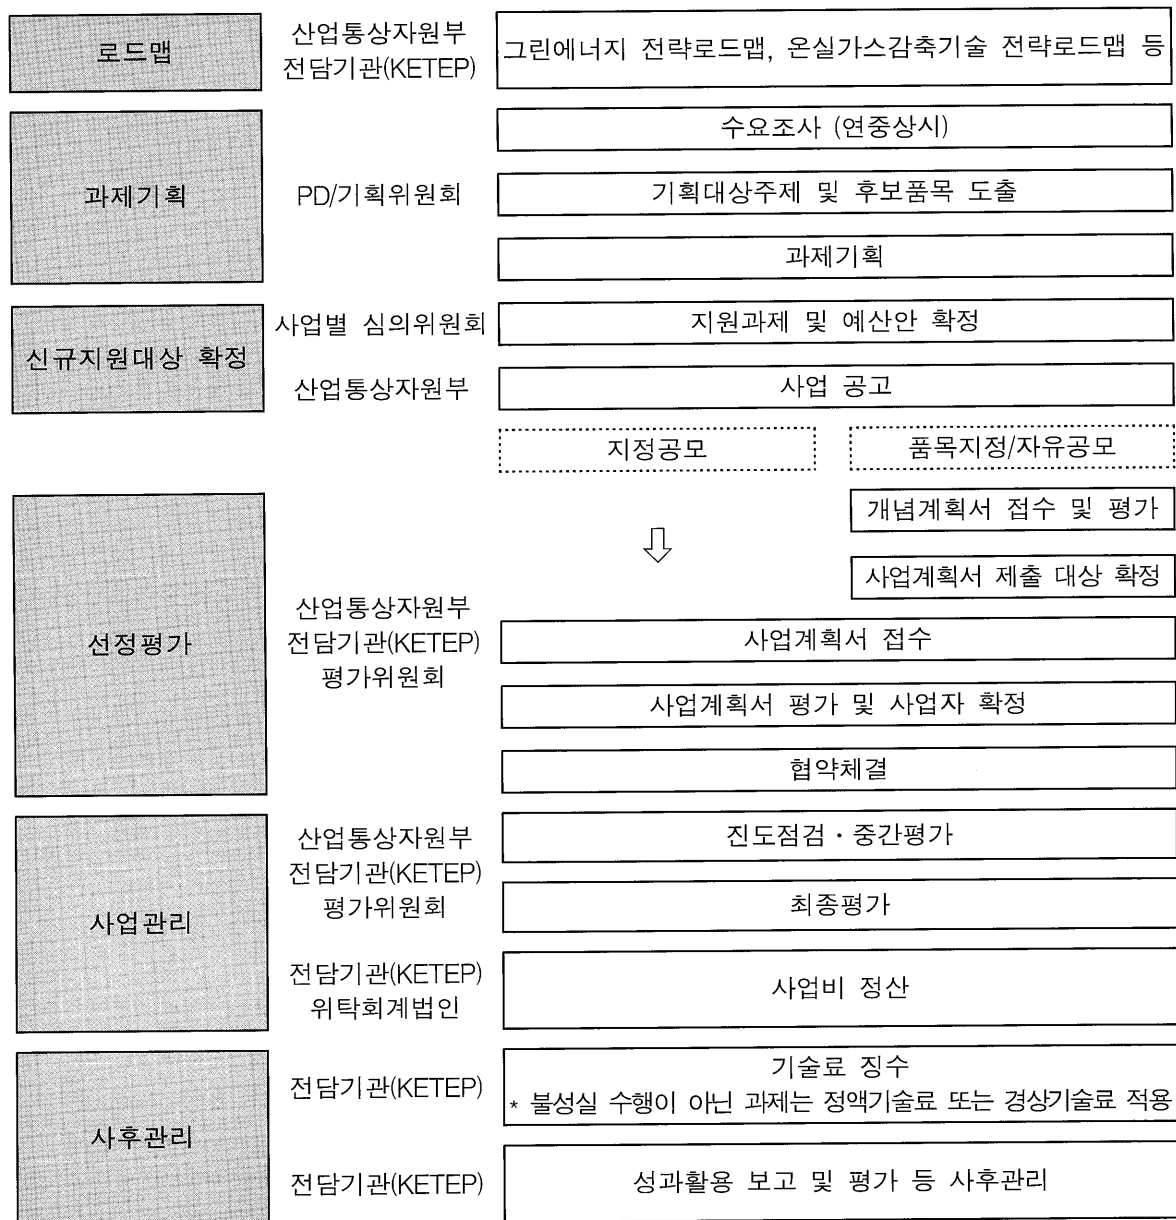 로드맵
산업통상자원부
전담기관(KETEP)
그린에너지 전략로드맵, 온실가스감축기술 전략로드맵 등
과제기획
PD/기획위원회
수요조사 (연중상시)
기획대상주제 및 후보품목 도출
과제기획
신규지원대상 확정
사업별 심의위원회
지원과제 및 예산안 확정
산업통상자원부
사업 공고
지정공모
품목지정/자유공모
개념계획서 접수 및 평가
⇩
사업계획서 제출 대상 확정
선정평가
산업통상자원부
전담기관(KETEP)
평가위원회
사업계획서 접수
사업계획서 평가 및 사업자 확정
협약체결
사업관리
산업통상자원부
전담기관(KETEP)
평가위원회
진도점검·중간평가
최종평가
전담기관(KETEP)
위탁회계법인
사업비 정산
사후관리
전담기관(KETEP)
기술료 징수
* 불성실 수행이 아닌 과제는 정액기술료 또는 경상기술료 적용
전담기관(KETEP)
성과활용 보고 및 평가 등 사후관리